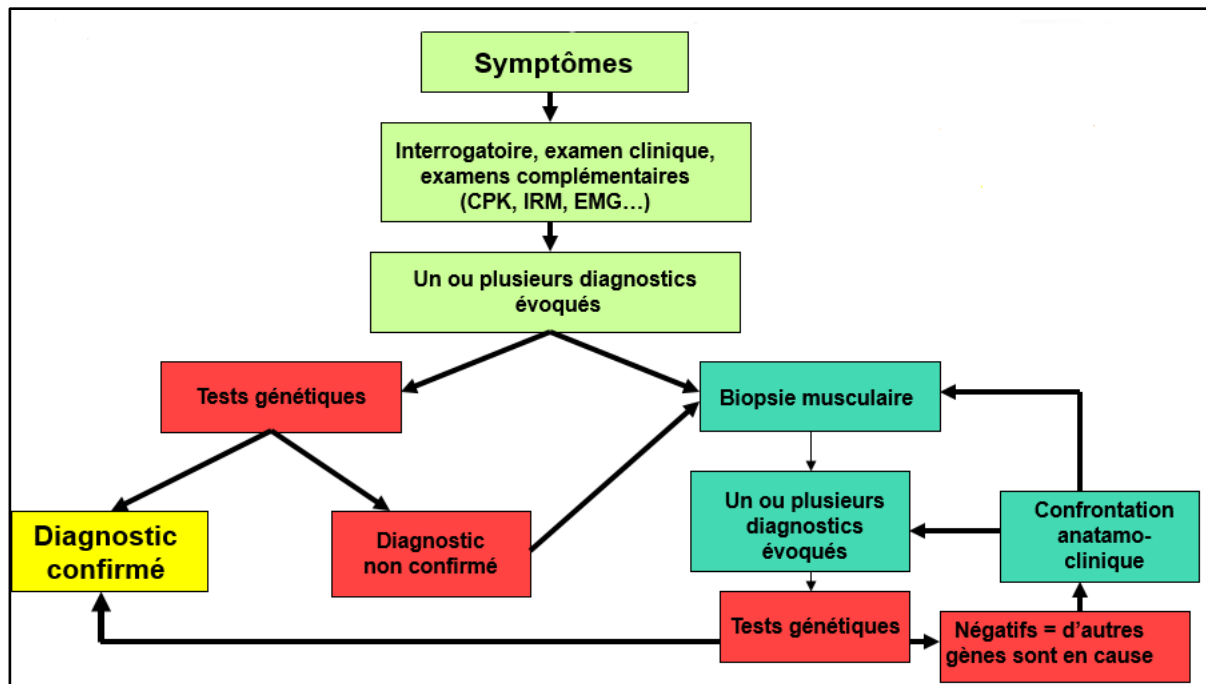 Symptômes
Interrogatoire, examen clinique,
examens complémentaires
(CPK, IRM, EMG…)
Un ou plusieurs diagnostics
évoqués
Tests génétiques
Biopsie musculaire
Diagnostic
confirmé
Diagnostic
non confirmé
Un ou plusieurs
diagnostics
évoqués
Confrontation
anatamo-
clinique
Tests génétiques
Négatifs = d’autres
gènes sont en cause